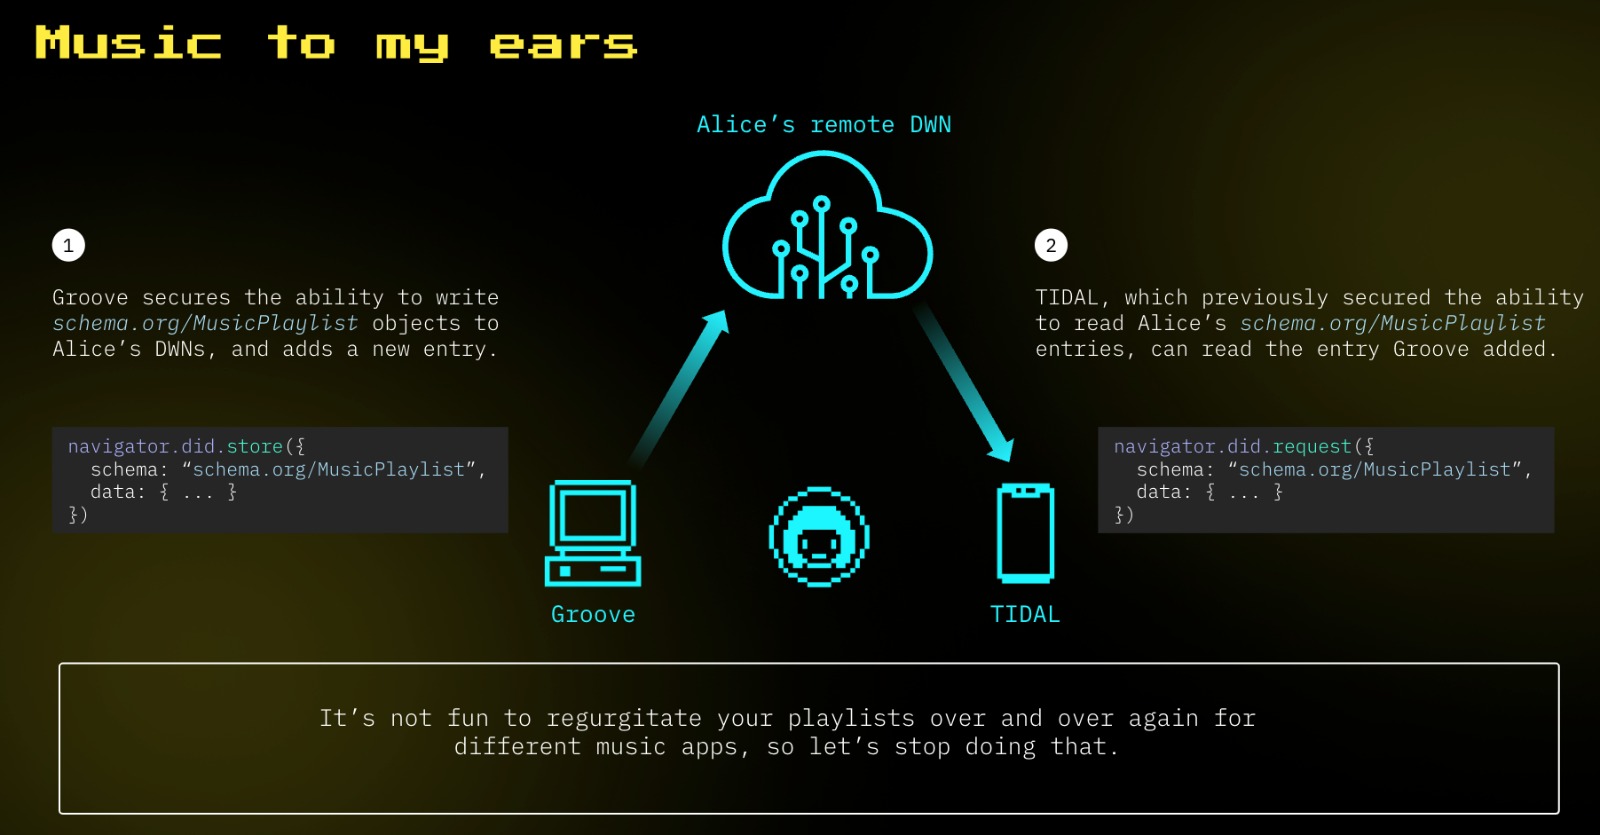 Music to my ears
Alice’s remote DWN
1
Groove secures the ability to write
schema.org/MusicPlaylist objects to
Alice’s DWNs, and adds a new entry.
navigator.did.store({
schema: “schema.org/MusicPlaylist”,
data: { ... }
})
Groove
2
TIDAL, which previously secured the ability
to read Alice’s schema.org/MusicPlaylist
entries, can read the entry Groove added.
navigator.did.request({
schema: “schema.org/MusicPlaylist”,
data: { ... }
})
TIDAL
It’s not fun to regurgitate your playlists over and over again for
different music apps, so let’s stop doing that.